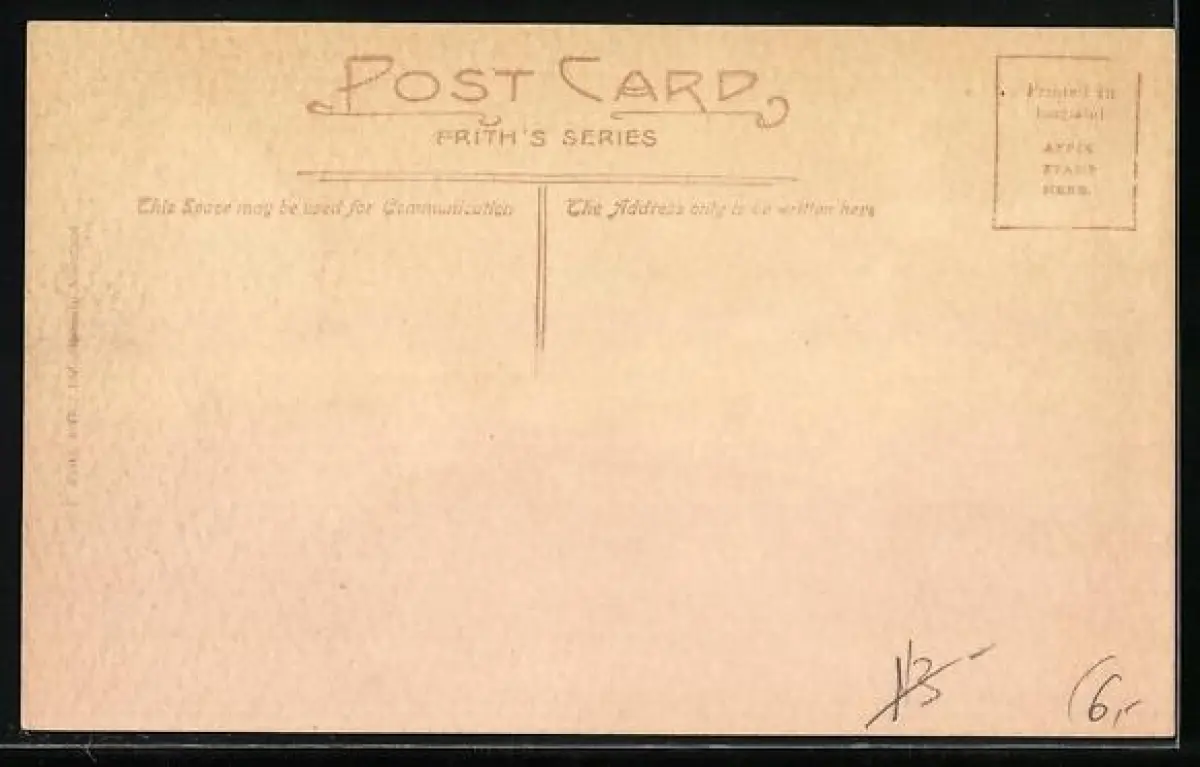 POST CARD
FRITH'S SERIES
This Space may be used for Communication
The Address only to be written here
Printed in
England
AFFIX
STAMP
HERE.
6,-